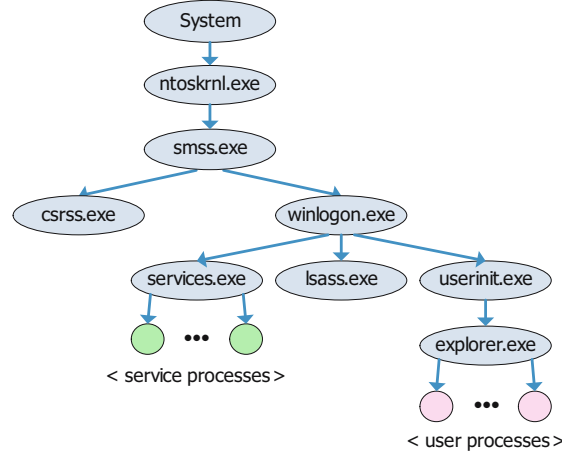 System
ntoskrnl.exe
smss.exe
csrss.exe
winlogon.exe
services.exe
lsass.exe
userinit.exe
•••
explorer.exe
< service processes >
•••
< user processes >